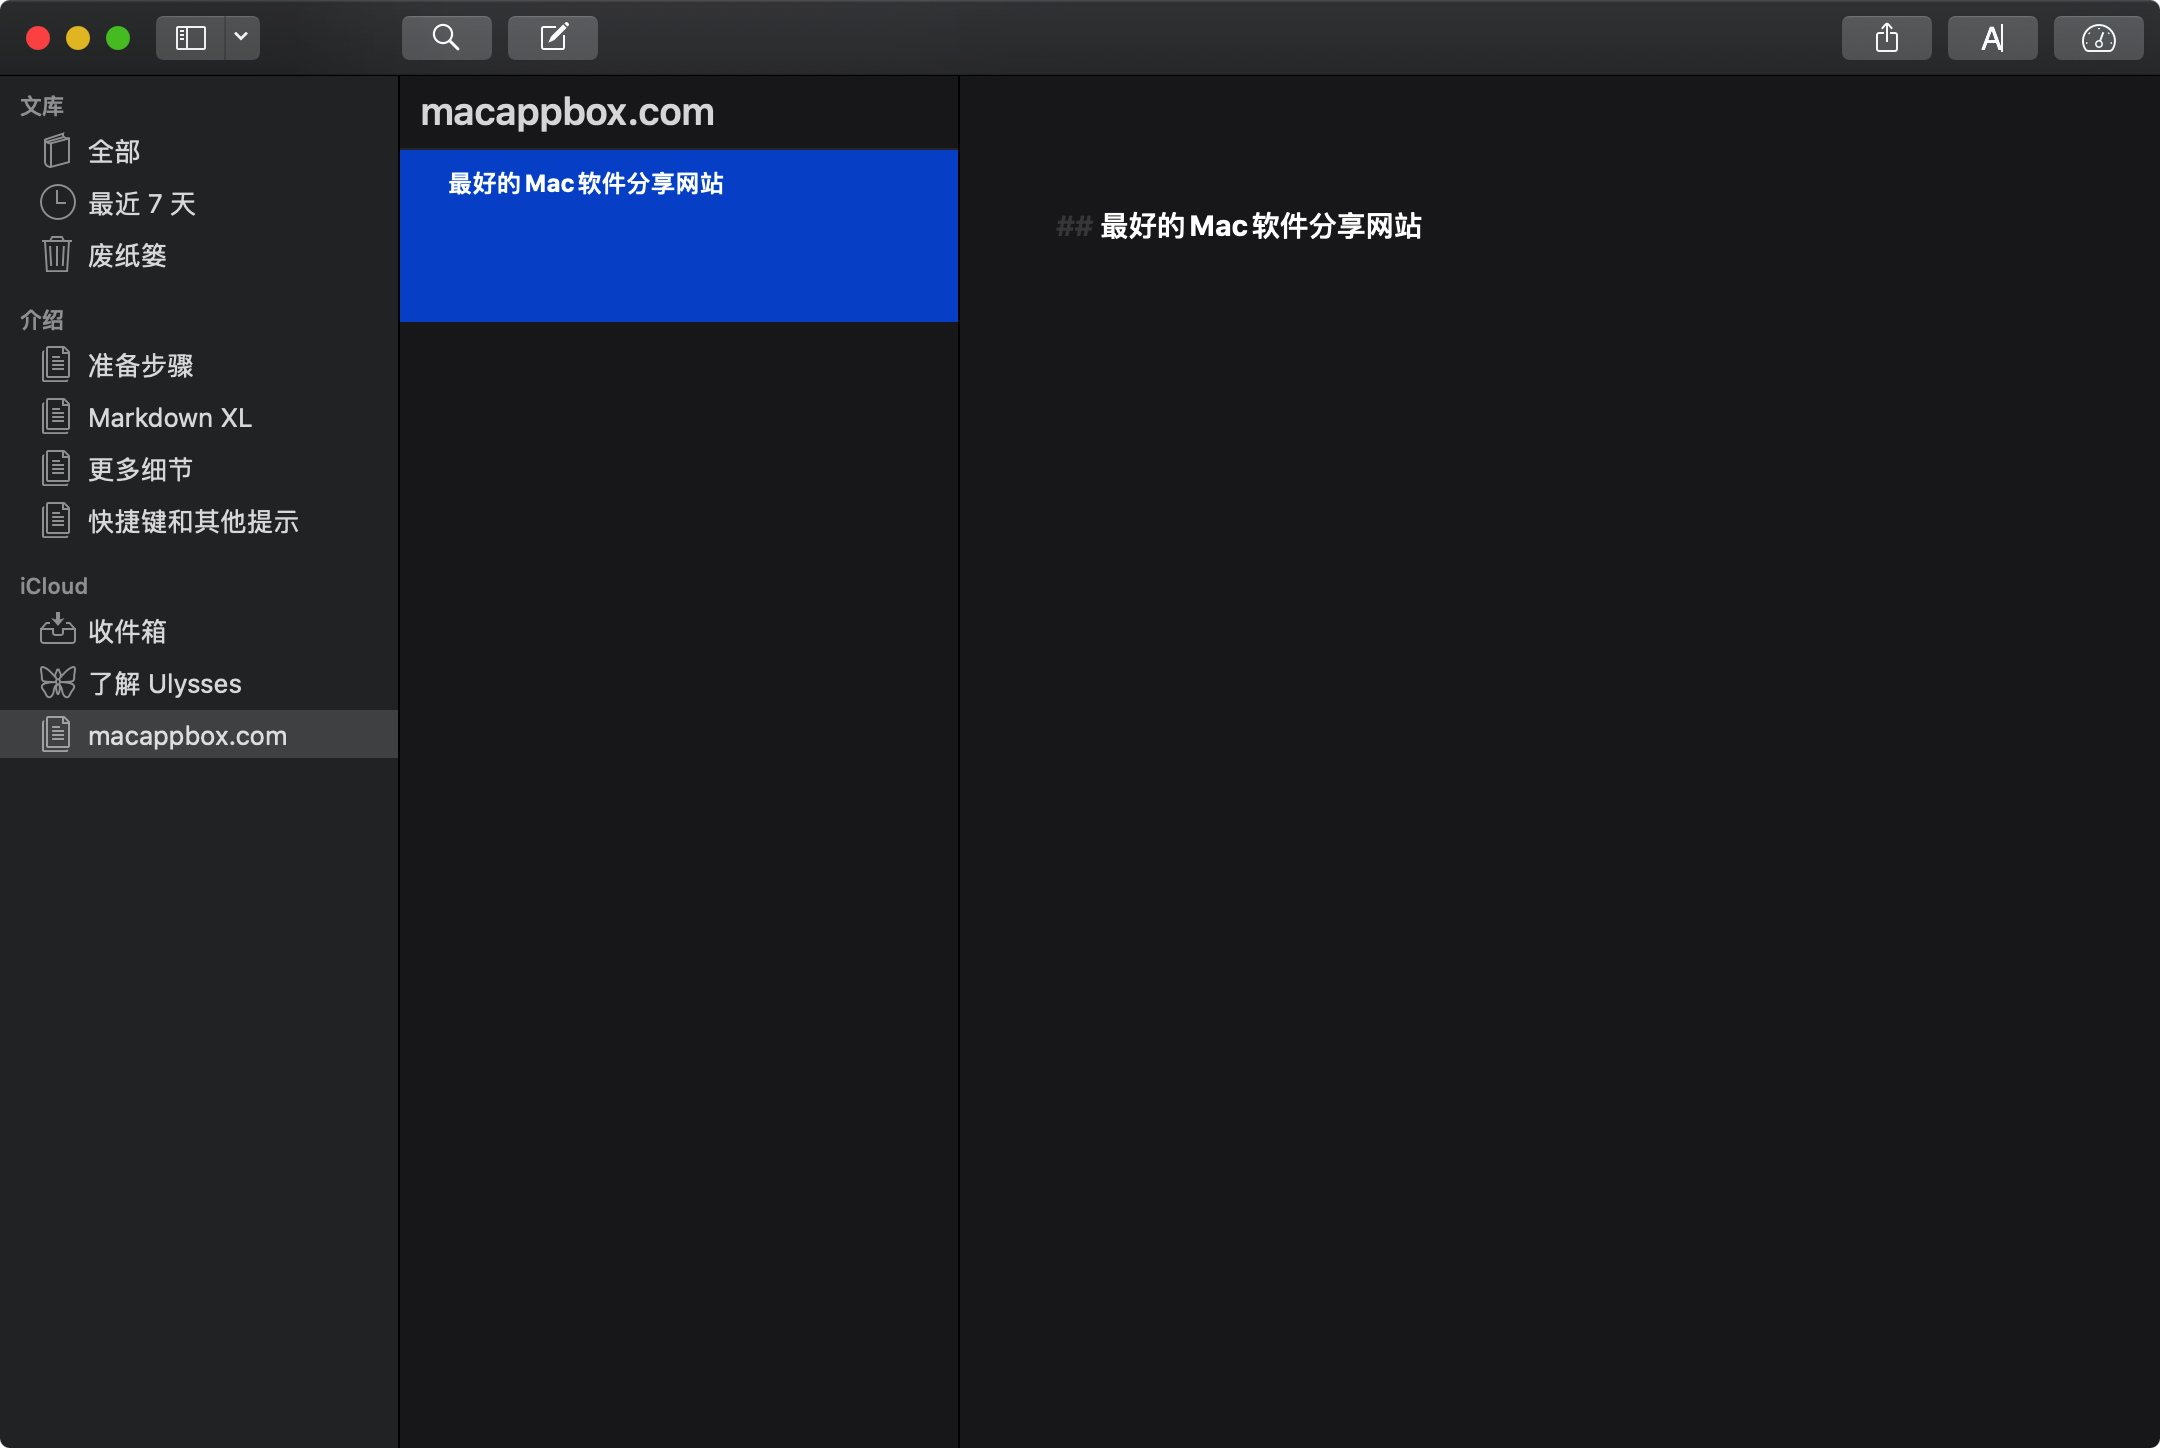 文库
全部
最近 7 天
废纸篓
介绍
准备步骤
Markdown XL
更多细节
快捷键和其他提示
iCloud
收件箱
了解 Ulysses
macappbox.com
macappbox.com
最好的Mac软件分享网站
## 最好的Mac软件分享网站
A